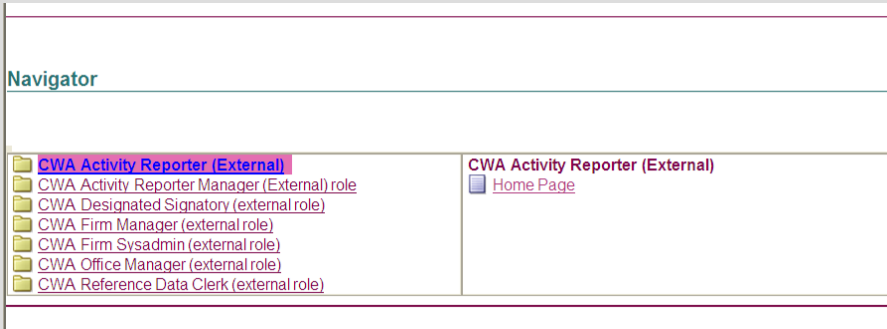 Navigator
CWA Activity Reporter (External)
CWA Activity Reporter Manager (External) role
CWA Designated Signatory (external role)
CWA Firm Manager (external role)
CWA Firm Sysadmin (external role)
CWA Office Manager (external role)
CWA Reference Data Clerk (external role)
CWA Activity Reporter (External)
Home Page